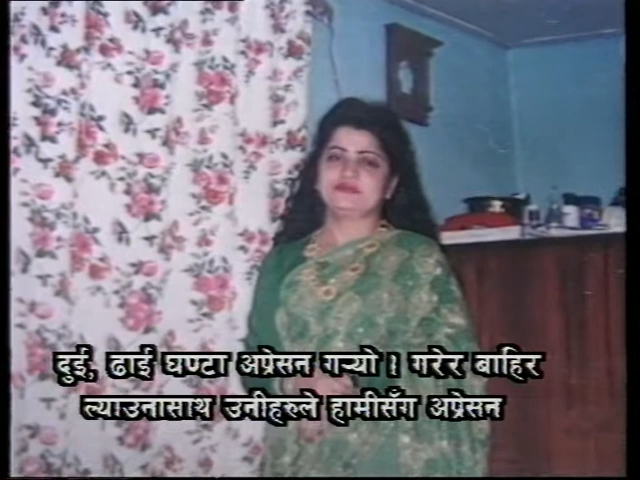 दुई, ढाई घण्टा अप्रेसन गऱ्यो । गरेर बाहिर
ल्याउनासाथ उनीहरुले हामीसँग अप्रेसन